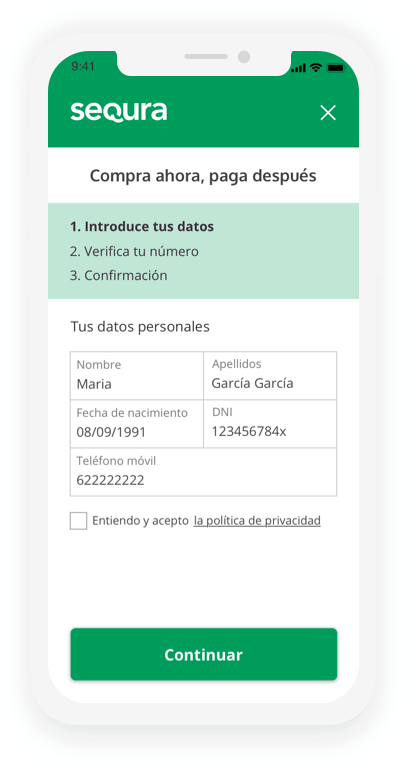 9:41
seQura
Compra ahora, paga después
1. Introduce tus datos
2. Verifica tu número
3. Confirmación
Tus datos personales
Nombre
Apellidos
Maria
García García
Fecha de nacimiento
DNI
08/09/1991
123456784x
Teléfono móvil
622222222
Entiendo y acepto la política de privacidad
Continuar